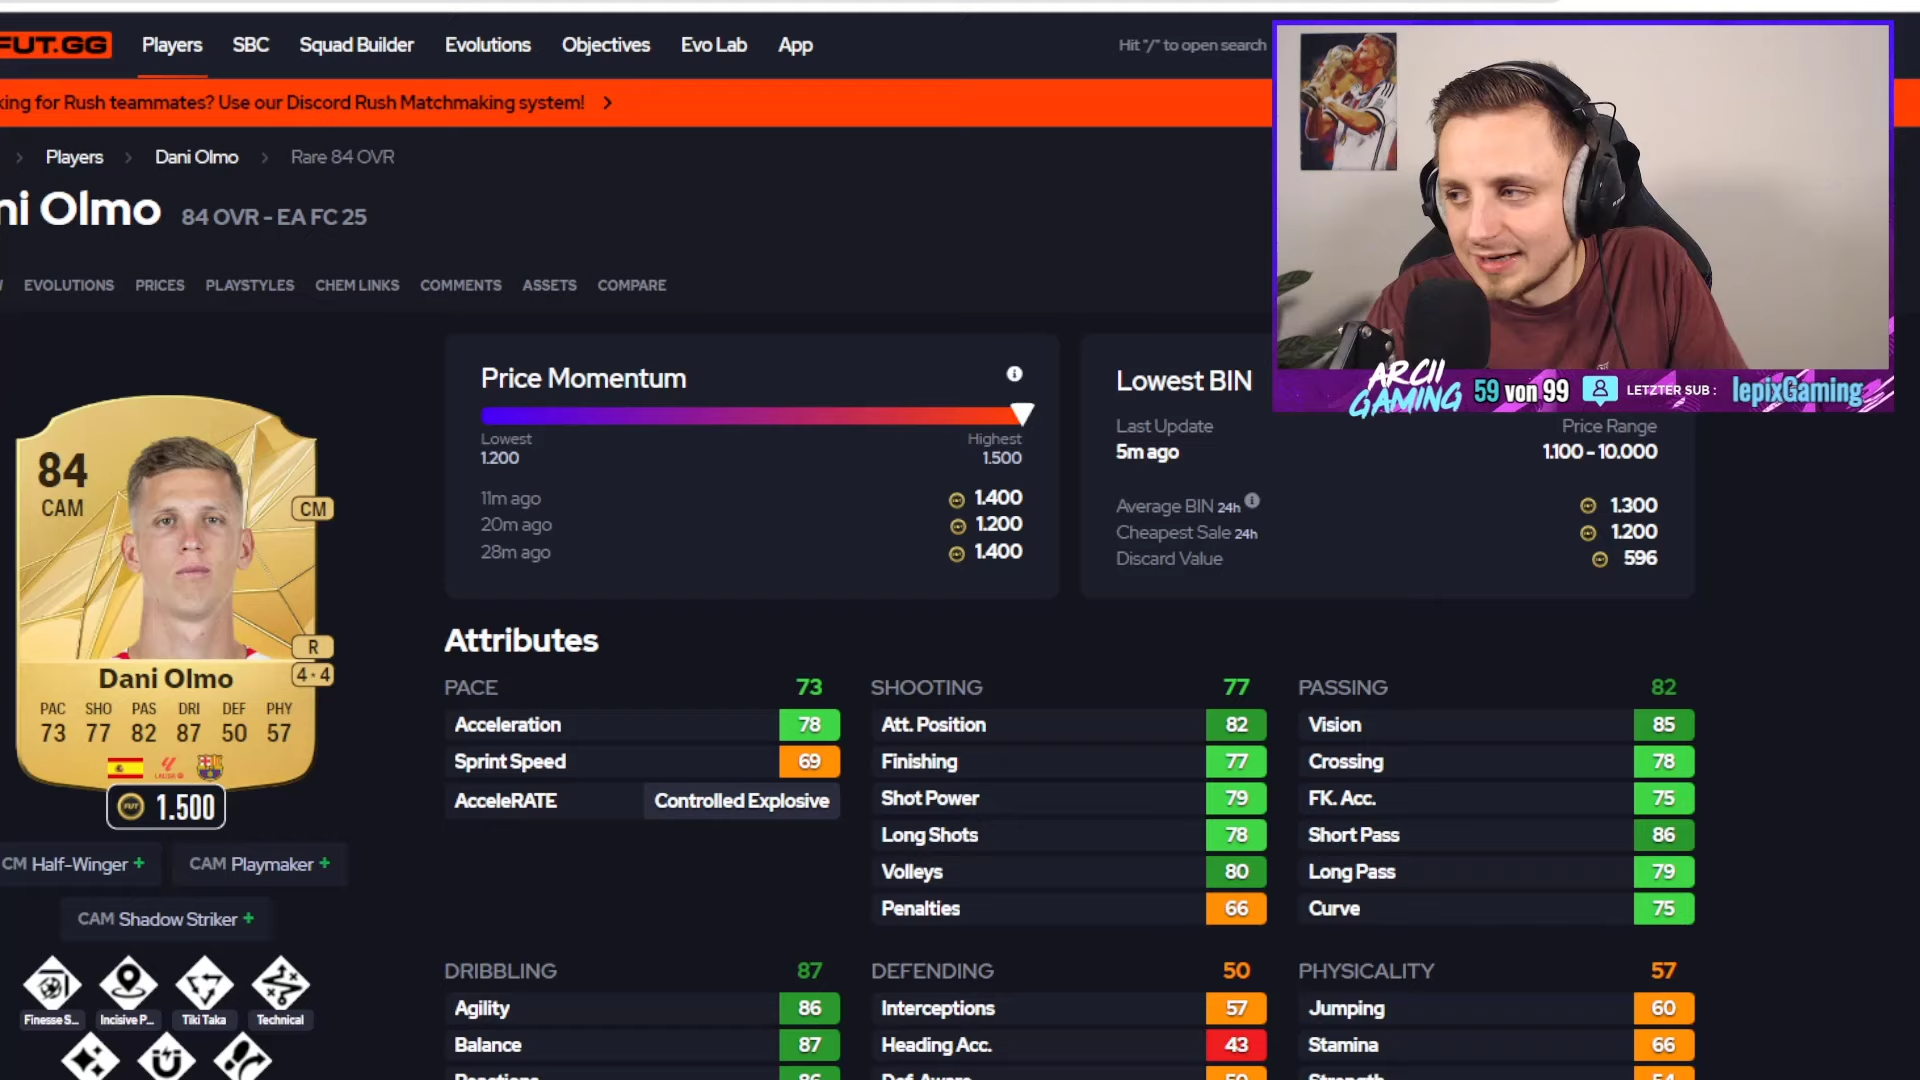 FUT.GG
Players
SBC
Squad Builder
Evolutions
Objectives
Evo Lab
App
Hit "/" to open search
king for Rush teammates? Use our Discord Rush Matchmaking system!
Players
Dani Olmo
Rare 84 OVR
ni Olmo
84 OVR - EA FC 25
EVOLUTIONS
PRICES
PLAYSTYLES
CHEM LINKS
COMMENTS
ASSETS
COMPARE
ARCII
GAMING
59 von 99
LETZTER SUB :
lepixGaming
Price Momentum
Lowest
Highest
1.200
1.500
11m ago
1.400
20m ago
1.200
28m ago
1.400
Lowest BIN
Last Update
Price Range
5m ago
1.100 - 10.000
Average BIN 24h
1.300
Cheapest Sale 24h
1.200
Discard Value
596
84
CAM
CM
R
4 · 4
Dani Olmo
PAC SHO PAS DRI DEF PHY
73 77 82 87 50 57
1.500
CM Half-Winger +
CAM Playmaker +
CAM Shadow Striker +
Finesse S...
Incisive P...
Tiki Taka
Technical
Attributes
PACE 73
Acceleration 78
Sprint Speed 69
AcceleRATE Controlled Explosive
SHOOTING 77
Att. Position 82
Finishing 77
Shot Power 79
Long Shots 78
Volleys 80
Penalties 66
PASSING 82
Vision 85
Crossing 78
FK. Acc. 75
Short Pass 86
Long Pass 79
Curve 75
DRIBBLING 87
Agility 86
Balance 87
DEFENDING 50
Interceptions 57
Heading Acc. 43
PHYSICALITY 57
Jumping 60
Stamina 66